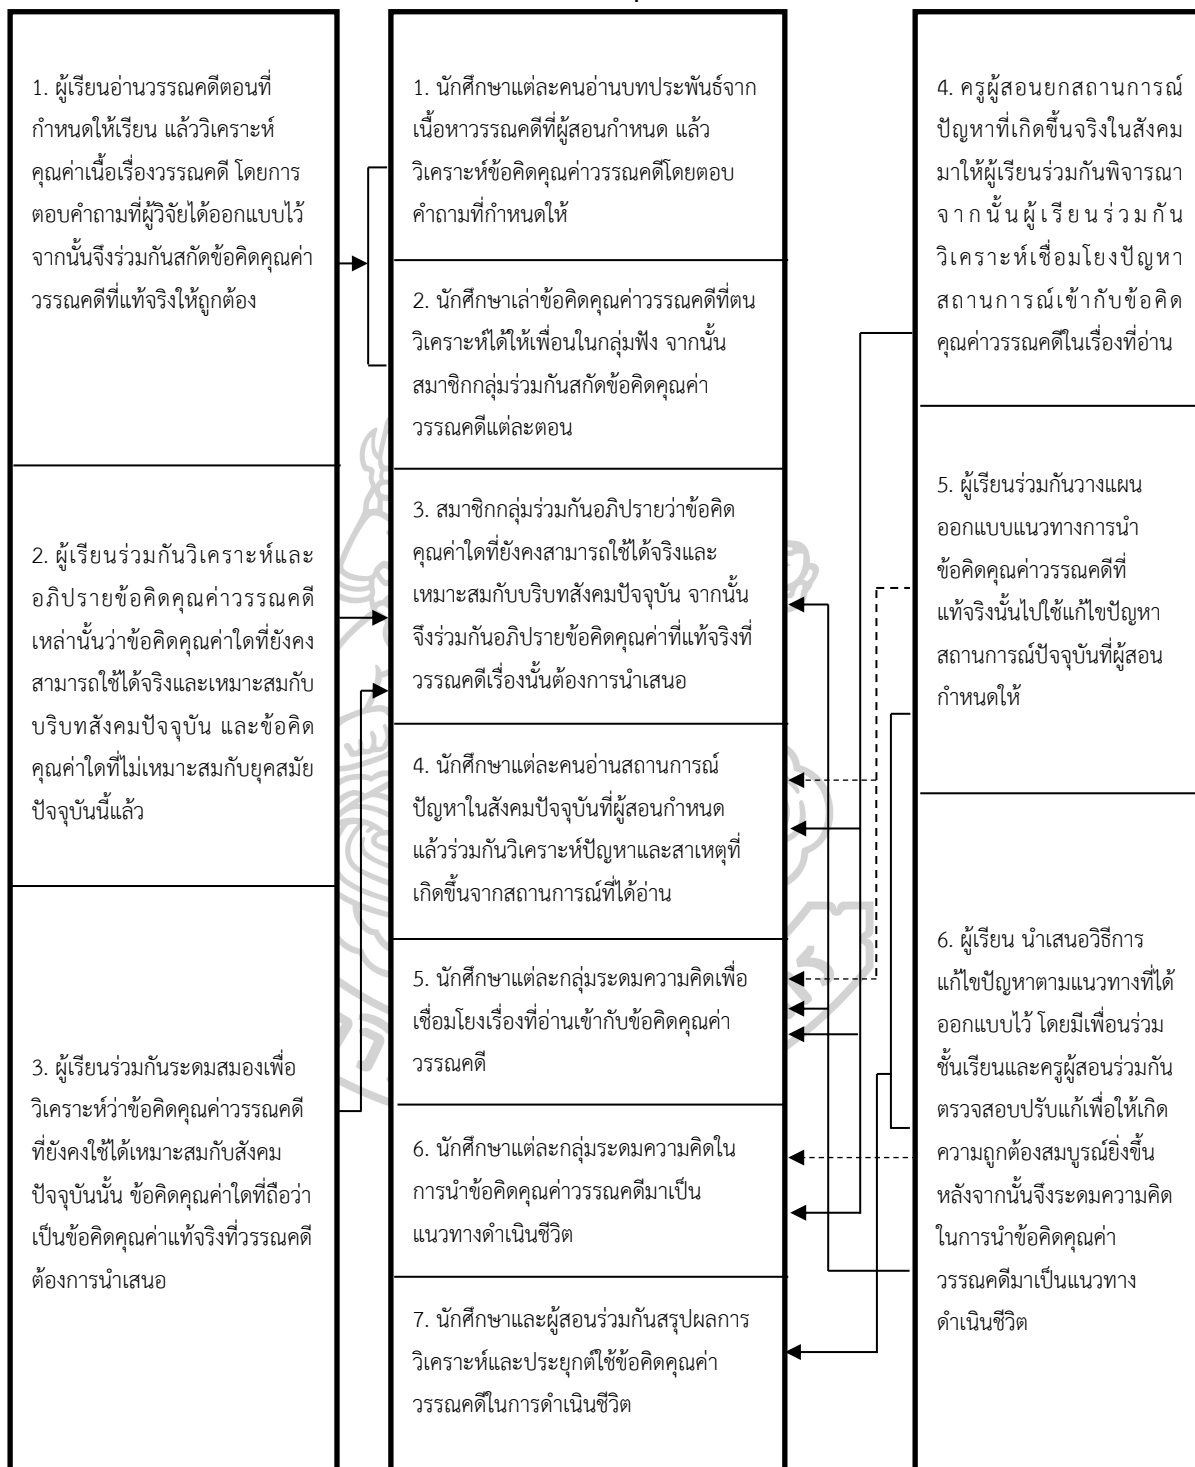 1. ผู้เรียนอ่านวรรณคดีตอนที่
กำหนดให้เรียน แล้ววิเคราะห์
คุณค่าเนื้อเรื่องวรรณคดี โดยการ
ตอบคำถามที่ผู้วิจัยได้ออกแบบไว้
จากนั้นจึงร่วมกันสกัดข้อคิดคุณค่า
วรรณคดีที่แท้จริงให้ถูกต้อง
2. ผู้เรียนร่วมกันวิเคราะห์และ
อภิปรายข้อคิดคุณค่าวรรณคดี
เหล่านั้นว่าข้อคิดคุณค่าใดที่ยังคง
สามารถใช้ได้จริงและเหมาะสมกับ
บริบทสังคมปัจจุบัน และข้อคิด
คุณค่าใดที่ไม่เหมาะสมกับยุคสมัย
ปัจจุบันนี้แล้ว
3. ผู้เรียนร่วมกันระดมสมองเพื่อ
วิเคราะห์ว่าข้อคิดคุณค่าวรรณคดี
ที่ยังคงใช้ได้เหมาะสมกับสังคม
ปัจจุบันนั้น ข้อคิดคุณค่าใดที่ถือว่า
เป็นข้อคิดคุณค่าแท้จริงที่วรรณคดี
ต้องการนำเสนอ
1. นักศึกษาแต่ละคนอ่านบทประพันธ์จาก
เนื้อหาวรรณคดีที่ผู้สอนกำหนด แล้ว
วิเคราะห์ข้อคิดคุณค่าวรรณคดีโดยตอบ
คำถามที่กำหนดให้
2. นักศึกษาเล่าข้อคิดคุณค่าวรรณคดีที่ตน
วิเคราะห์ได้ให้เพื่อนในกลุ่มฟัง จากนั้น
สมาชิกกลุ่มร่วมกันสกัดข้อคิดคุณค่า
วรรณคดีแต่ละตอน
3. สมาชิกกลุ่มร่วมกันอภิปรายว่าข้อคิด
คุณค่าใดที่ยังคงสามารถใช้ได้จริงและ
เหมาะสมกับบริบทสังคมปัจจุบัน จากนั้น
จึงร่วมกันอภิปรายข้อคิดคุณค่าที่แท้จริงที่
วรรณคดีเรื่องนั้นต้องการนำเสนอ
4. นักศึกษาแต่ละคนอ่านสถานการณ์
ปัญหาในสังคมปัจจุบันที่ผู้สอนกำหนด
แล้วร่วมกันวิเคราะห์ปัญหาและสาเหตุที่
เกิดขึ้นจากสถานการณ์ที่ได้อ่าน
5. นักศึกษาแต่ละกลุ่มระดมความคิดเพื่อ
เชื่อมโยงเรื่องที่อ่านเข้ากับข้อคิดคุณค่า
วรรณคดี
6. นักศึกษาแต่ละกลุ่มระดมความคิดใน
การนำข้อคิดคุณค่าวรรณคดีมาเป็น
แนวทางดำเนินชีวิต
7. นักศึกษาและผู้สอนร่วมกันสรุปผลการ
วิเคราะห์และประยุกต์ใช้ข้อคิดคุณค่า
วรรณคดีในการดำเนินชีวิต
4. ครูผู้สอนยกสถานการณ์
ปัญหาที่เกิดขึ้นจริงในสังคม
มาให้ผู้เรียนร่วมกันพิจารณา
จากนั้นผู้เรียนร่วมกัน
วิเคราะห์เชื่อมโยงปัญหา
สถานการณ์เข้ากับข้อคิด
คุณค่าวรรณคดีในเรื่องที่อ่าน
5. ผู้เรียนร่วมกันวางแผน
ออกแบบแนวทางการนำ
ข้อคิดคุณค่าวรรณคดีที่
แท้จริงนั้นไปใช้แก้ไขปัญหา
สถานการณ์ปัจจุบันที่ผู้สอน
กำหนดให้
6. ผู้เรียน นำเสนอวิธีการ
แก้ไขปัญหาตามแนวทางที่ได้
ออกแบบไว้ โดยมีเพื่อนร่วม
ชั้นเรียนและครูผู้สอนร่วมกัน
ตรวจสอบปรับแก้เพื่อให้เกิด
ความถูกต้องสมบูรณ์ยิ่งขึ้น
หลังจากนั้นจึงระดมความคิด
ในการนำข้อคิดคุณค่า
วรรณคดีมาเป็นแนวทาง
ดำเนินชีวิต